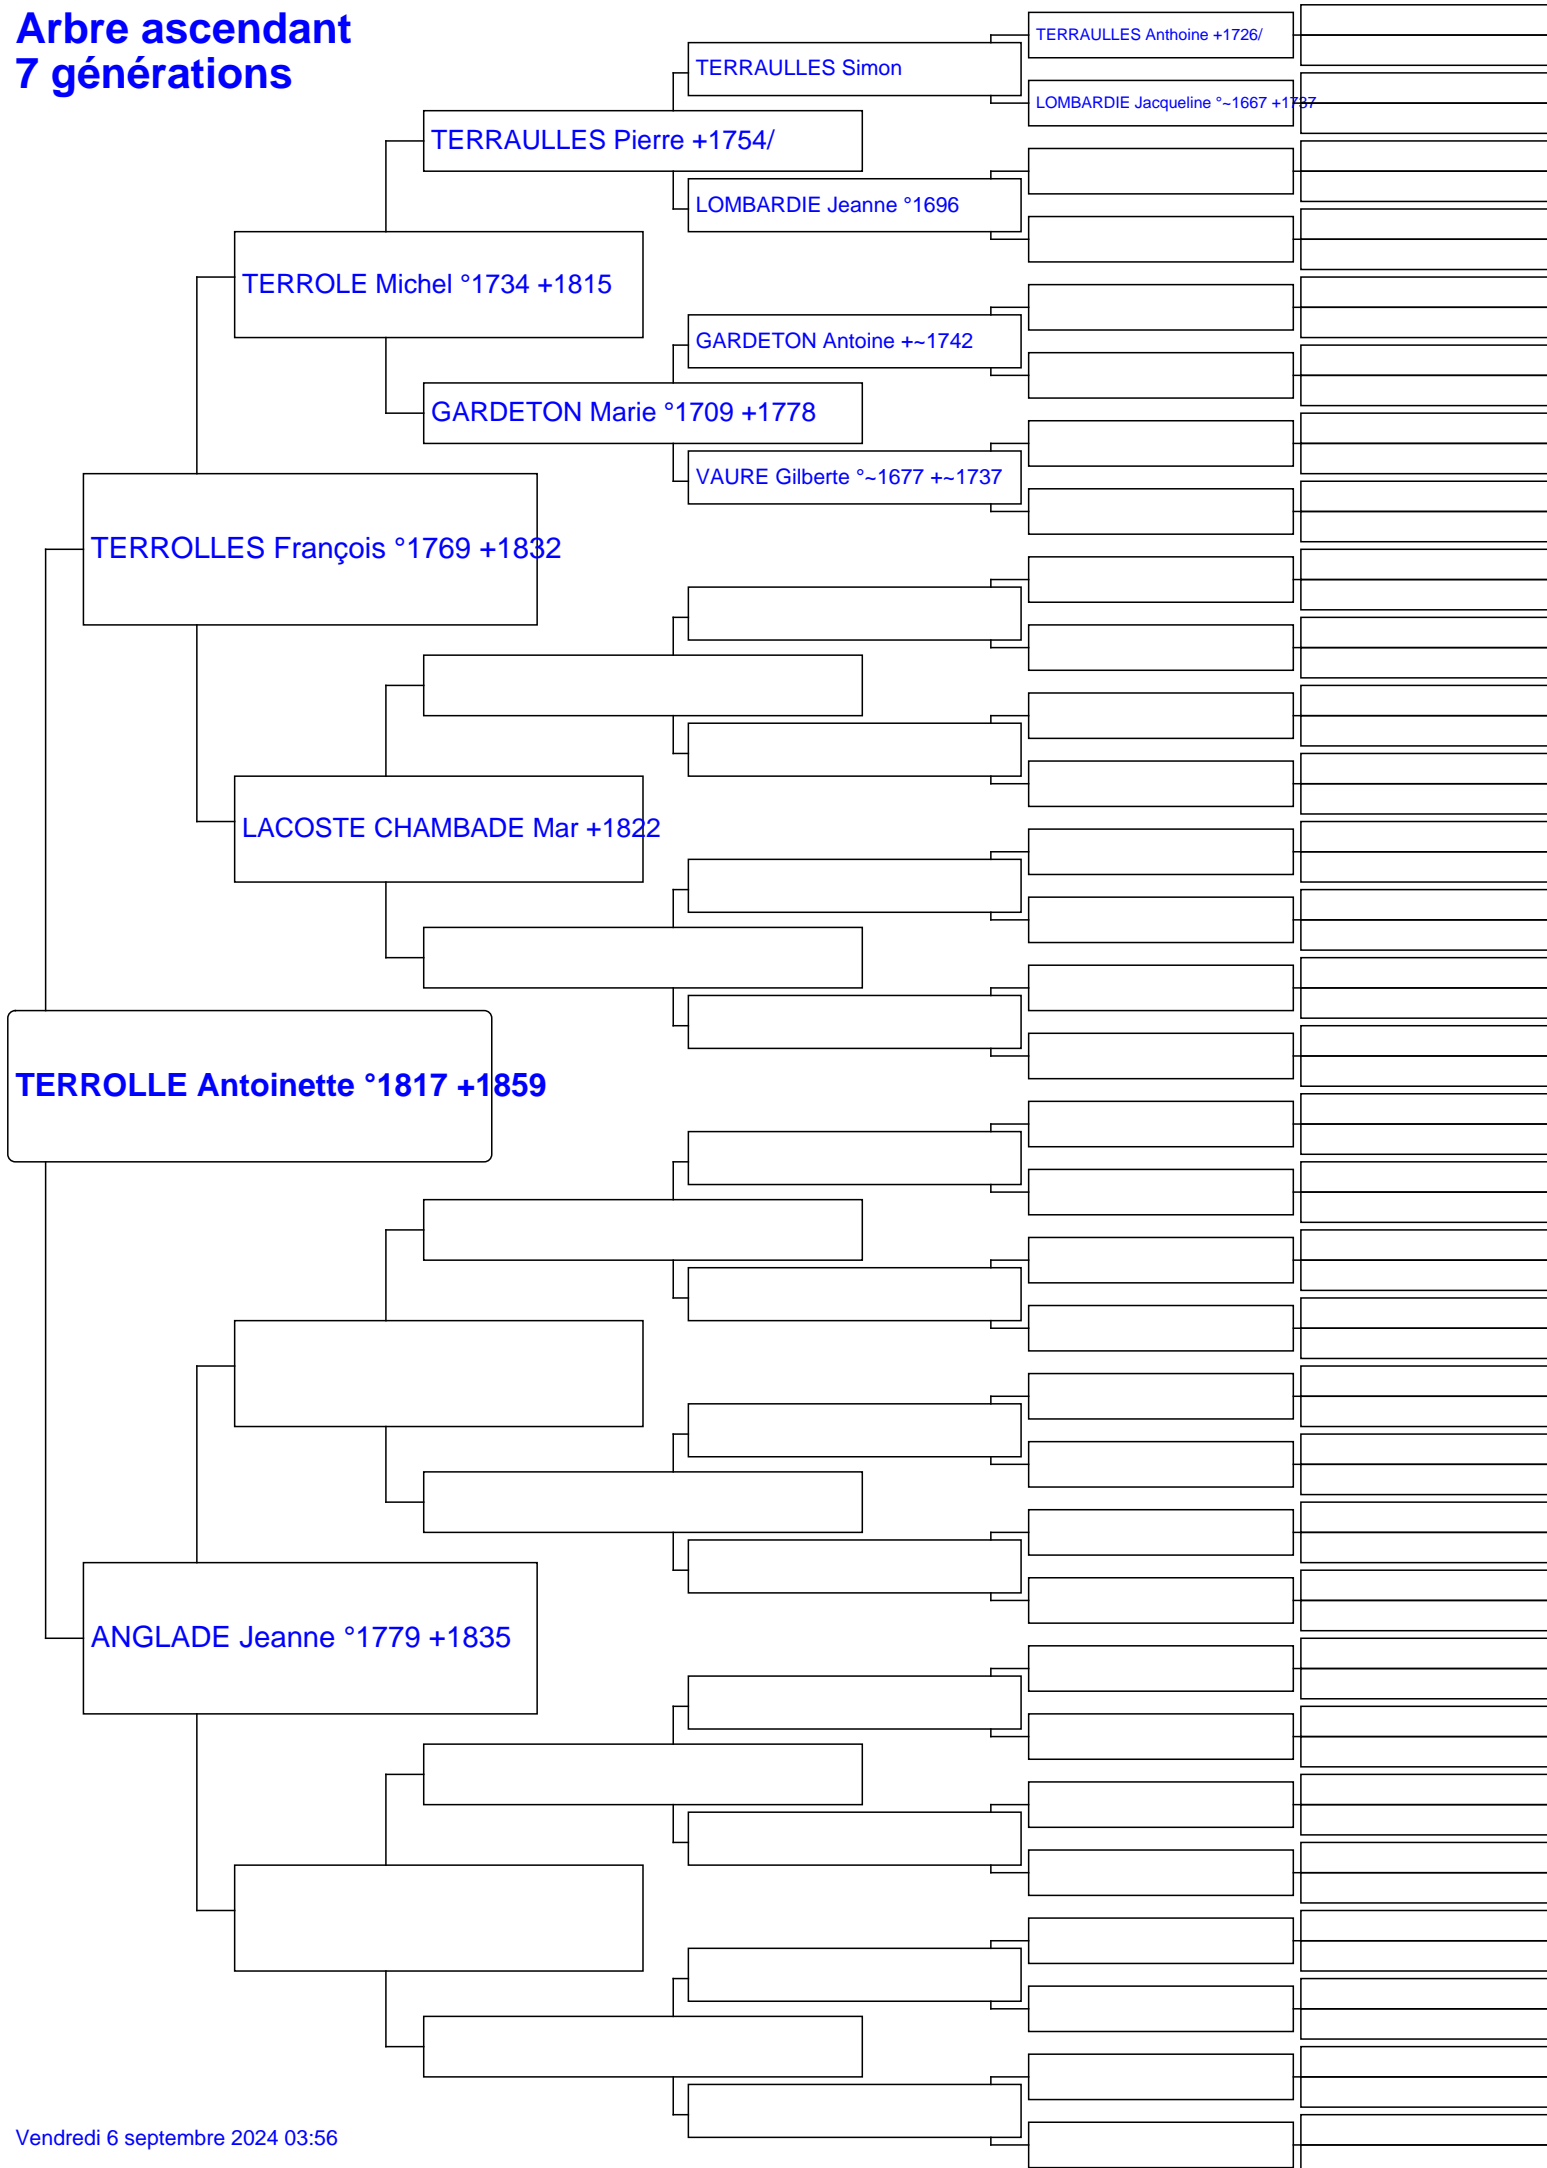 Arbre ascendant
7 générations
TERRAULLES Anthoine +1726/
TERRAULLES Simon
LOMBARDIE Jacqueline °~1667 +1737
TERRAULLES Pierre +1754/
LOMBARDIE Jeanne °1696
TERROLE Michel °1734 +1815
GARDETON Antoine +~1742
GARDETON Marie °1709 +1778
VAURE Gilberte °~1677 +~1737
TERROLLES François °1769 +1832
LACOSTE CHAMBADE Mar +1822
TERROLLE Antoinette °1817 +1859
ANGLADE Jeanne °1779 +1835
Vendredi 6 septembre 2024 03:56